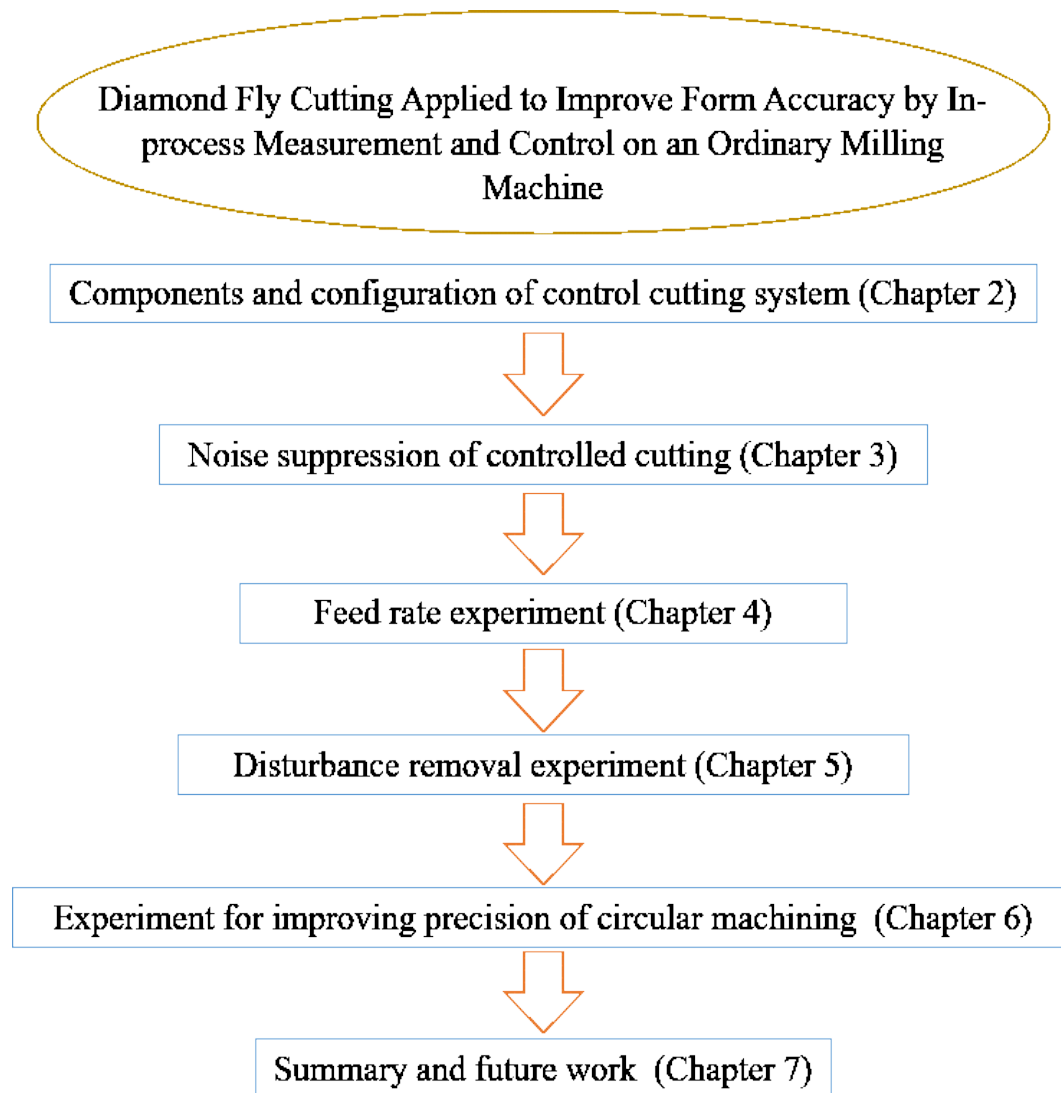 Diamond Fly Cutting Applied to Improve Form Accuracy by In-
process Measurement and Control on an Ordinary Milling
Machine
Components and configuration of control cutting system (Chapter 2)
Noise suppression of controlled cutting (Chapter 3)
Feed rate experiment (Chapter 4)
Disturbance removal experiment (Chapter 5)
Experiment for improving precision of circular machining (Chapter 6)
Summary and future work (Chapter 7)